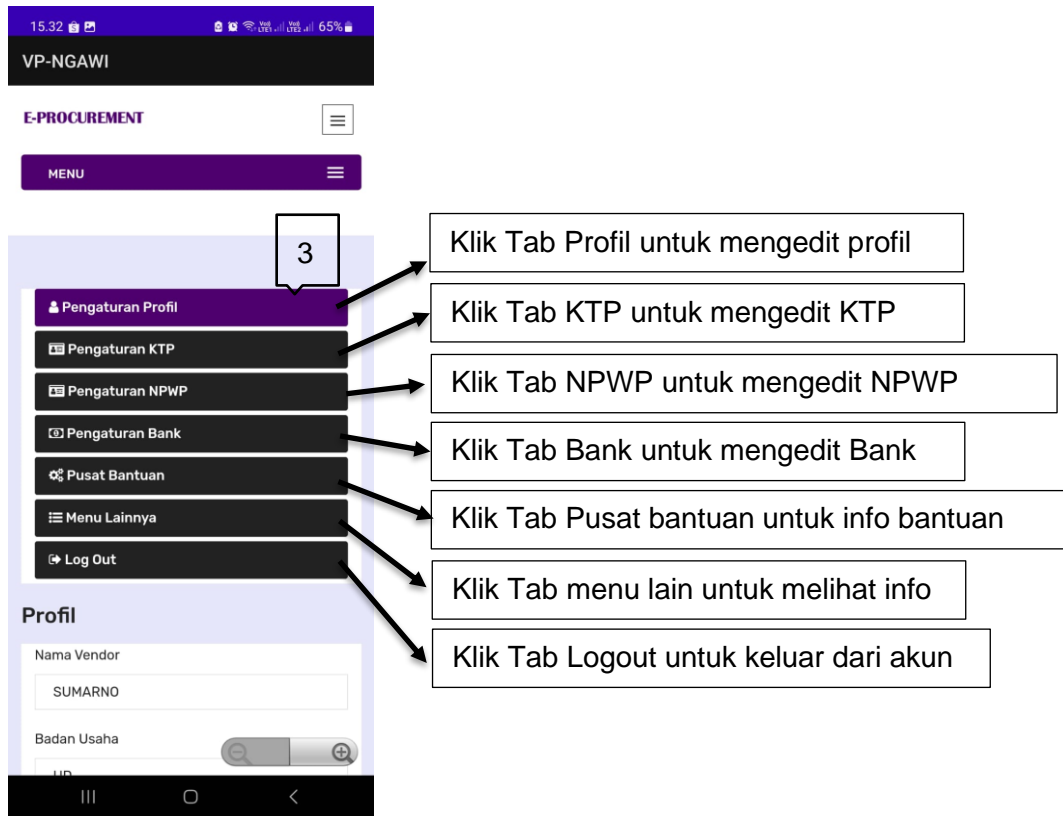 15.32 65%
VP-NGAWI
E-PROCUREMENT
MENU
3
Pengaturan Profil
Klik Tab Profil untuk mengedit profil
Pengaturan KTP
Klik Tab KTP untuk mengedit KTP
Pengaturan NPWP
Klik Tab NPWP untuk mengedit NPWP
Pengaturan Bank
Klik Tab Bank untuk mengedit Bank
Pusat Bantuan
Klik Tab Pusat bantuan untuk info bantuan
Menu Lainnya
Klik Tab menu lain untuk melihat info
Log Out
Klik Tab Logout untuk keluar dari akun
Profil
Nama Vendor
SUMARNO
Badan Usaha